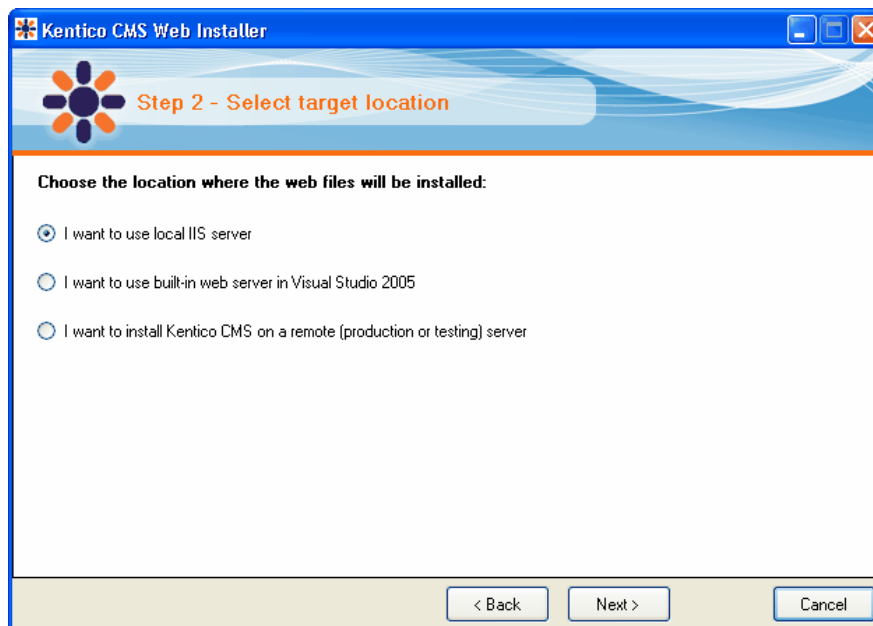 Kentico CMS Web Installer
Step 2 - Select target location
Choose the location where the web files will be installed:
I want to use local IIS server
I want to use built-in web server in Visual Studio 2005
I want to install Kentico CMS on a remote (production or testing) server
< Back Next > Cancel